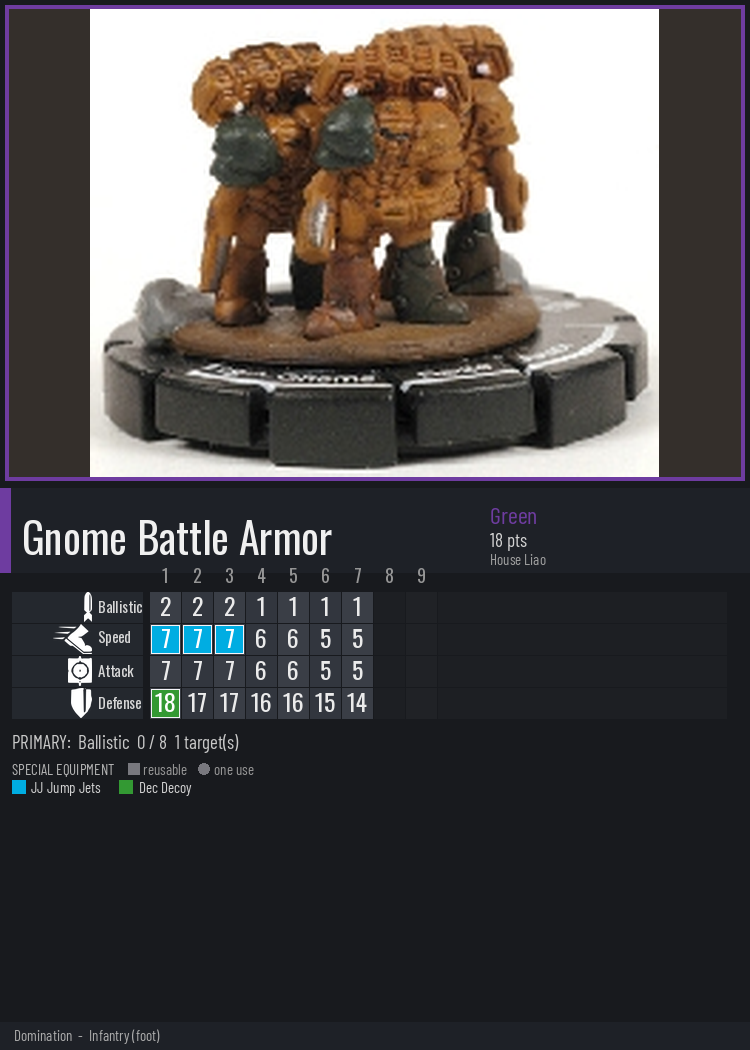 Gnome
Gnome Battle Armor
Green
18 pts
House Liao
1 2 3 4 5 6 7 8 9
Ballistic 2 2 2 1 1 1 1
Speed 7 7 7 6 6 5 5
Attack 7 7 7 6 6 5 5
Defense 18 17 17 16 16 15 14
PRIMARY: Ballistic 0 / 8 1 target(s)
SPECIAL EQUIPMENT reusable one use
JJ Jump Jets Dec Decoy
Domination - Infantry (foot)